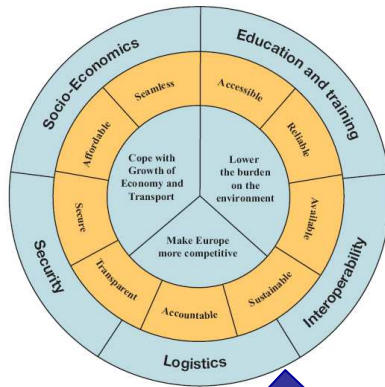 Socio-Economics
Education and training
Interoperability
Logistics
Security
Seamless
Accessible
Reliable
Available
Sustainable
Accountable
Transparent
Secure
Affordable
Cope with
Growth of
Economy and
Transport
Lower
the burden
on the
environment
Make Europe
more competitive